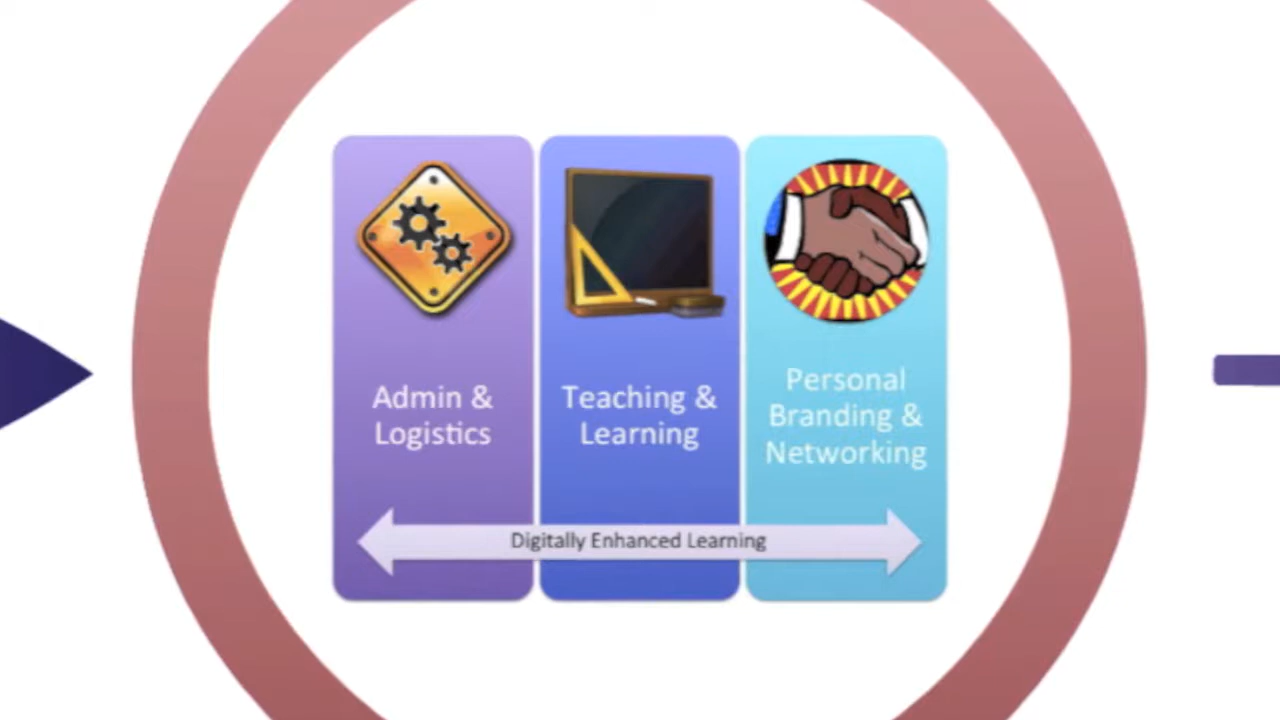 Admin &
Logistics
Teaching &
Learning
Personal
Branding &
Networking
Digitally Enhanced Learning